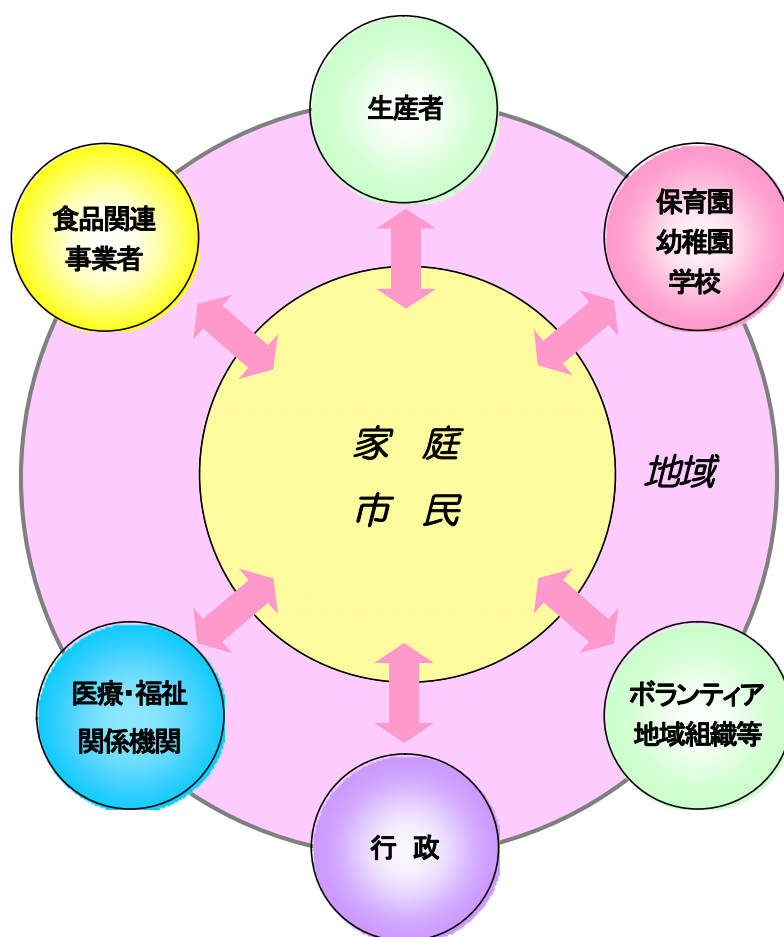 生産者
食品関連
事業者
保育園
幼稚園
学校
家 庭
市 民
地域
医療・福祉
関係機関
ボランティア
地域組織等
行 政